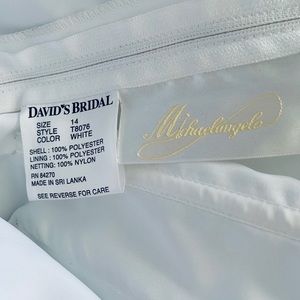 DAVID'S BRIDAL
SIZE 14
STYLE T8076
COLOR WHITE
SHELL : 100% POLYESTER
LINING : 100% POLYESTER
NETTING: 100% NYLON
RN 84270
MADE IN SRI LANKA
SEE REVERSE FOR CARE
Michaelangelo